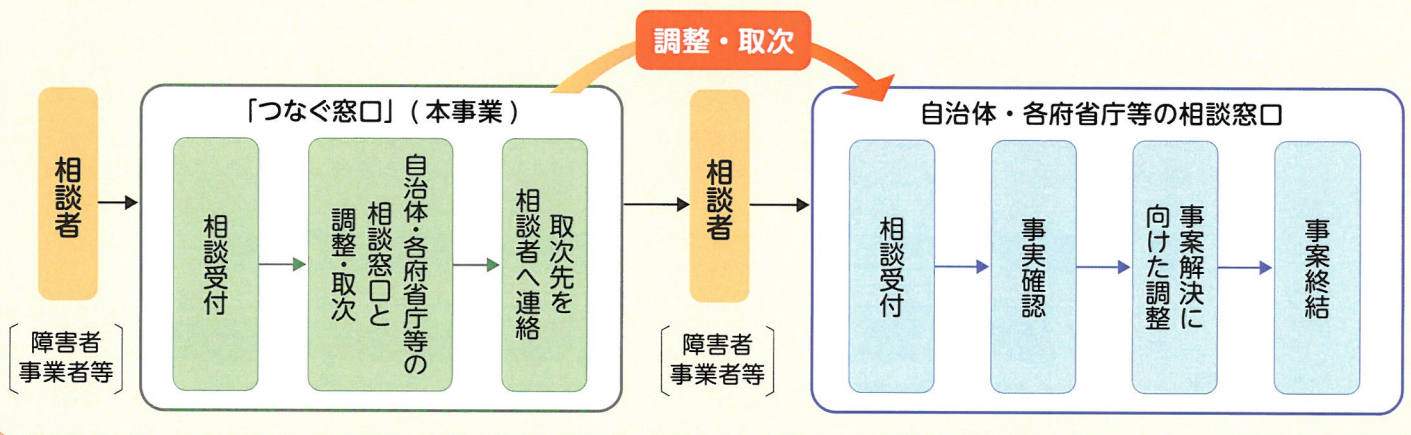 調整・取次
相談者
障害者
事業者等
「つなぐ窓口」(本事業)
相談受付
自治体・各府省庁等の
相談窓口と
調整・取次
取次先を
相談者へ連絡
相談者
障害者
事業者等
自治体・各府省庁等の相談窓口
相談受付
事実確認
事案解決に
向けた調整
事案終結